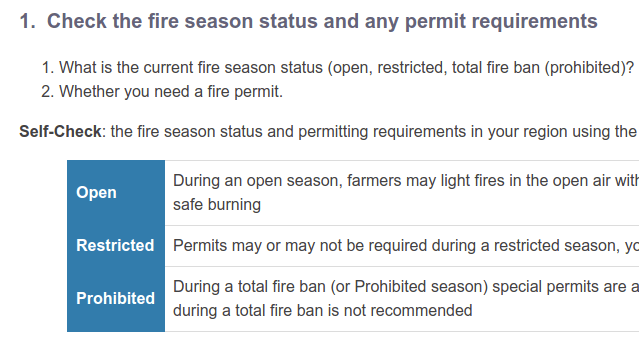 1. Check the fire season status and any permit requirements
1. What is the current fire season status (open, restricted, total fire ban (prohibited)?
2. Whether you need a fire permit.
Self-Check: the fire season status and permitting requirements in your region using the
Open
During an open season, farmers may light fires in the open air with
safe burning
Restricted
Permits may or may not be required during a restricted season,
Prohibited
During a total fire ban (or Prohibited season) special permits are
during a total fire ban is not recommended